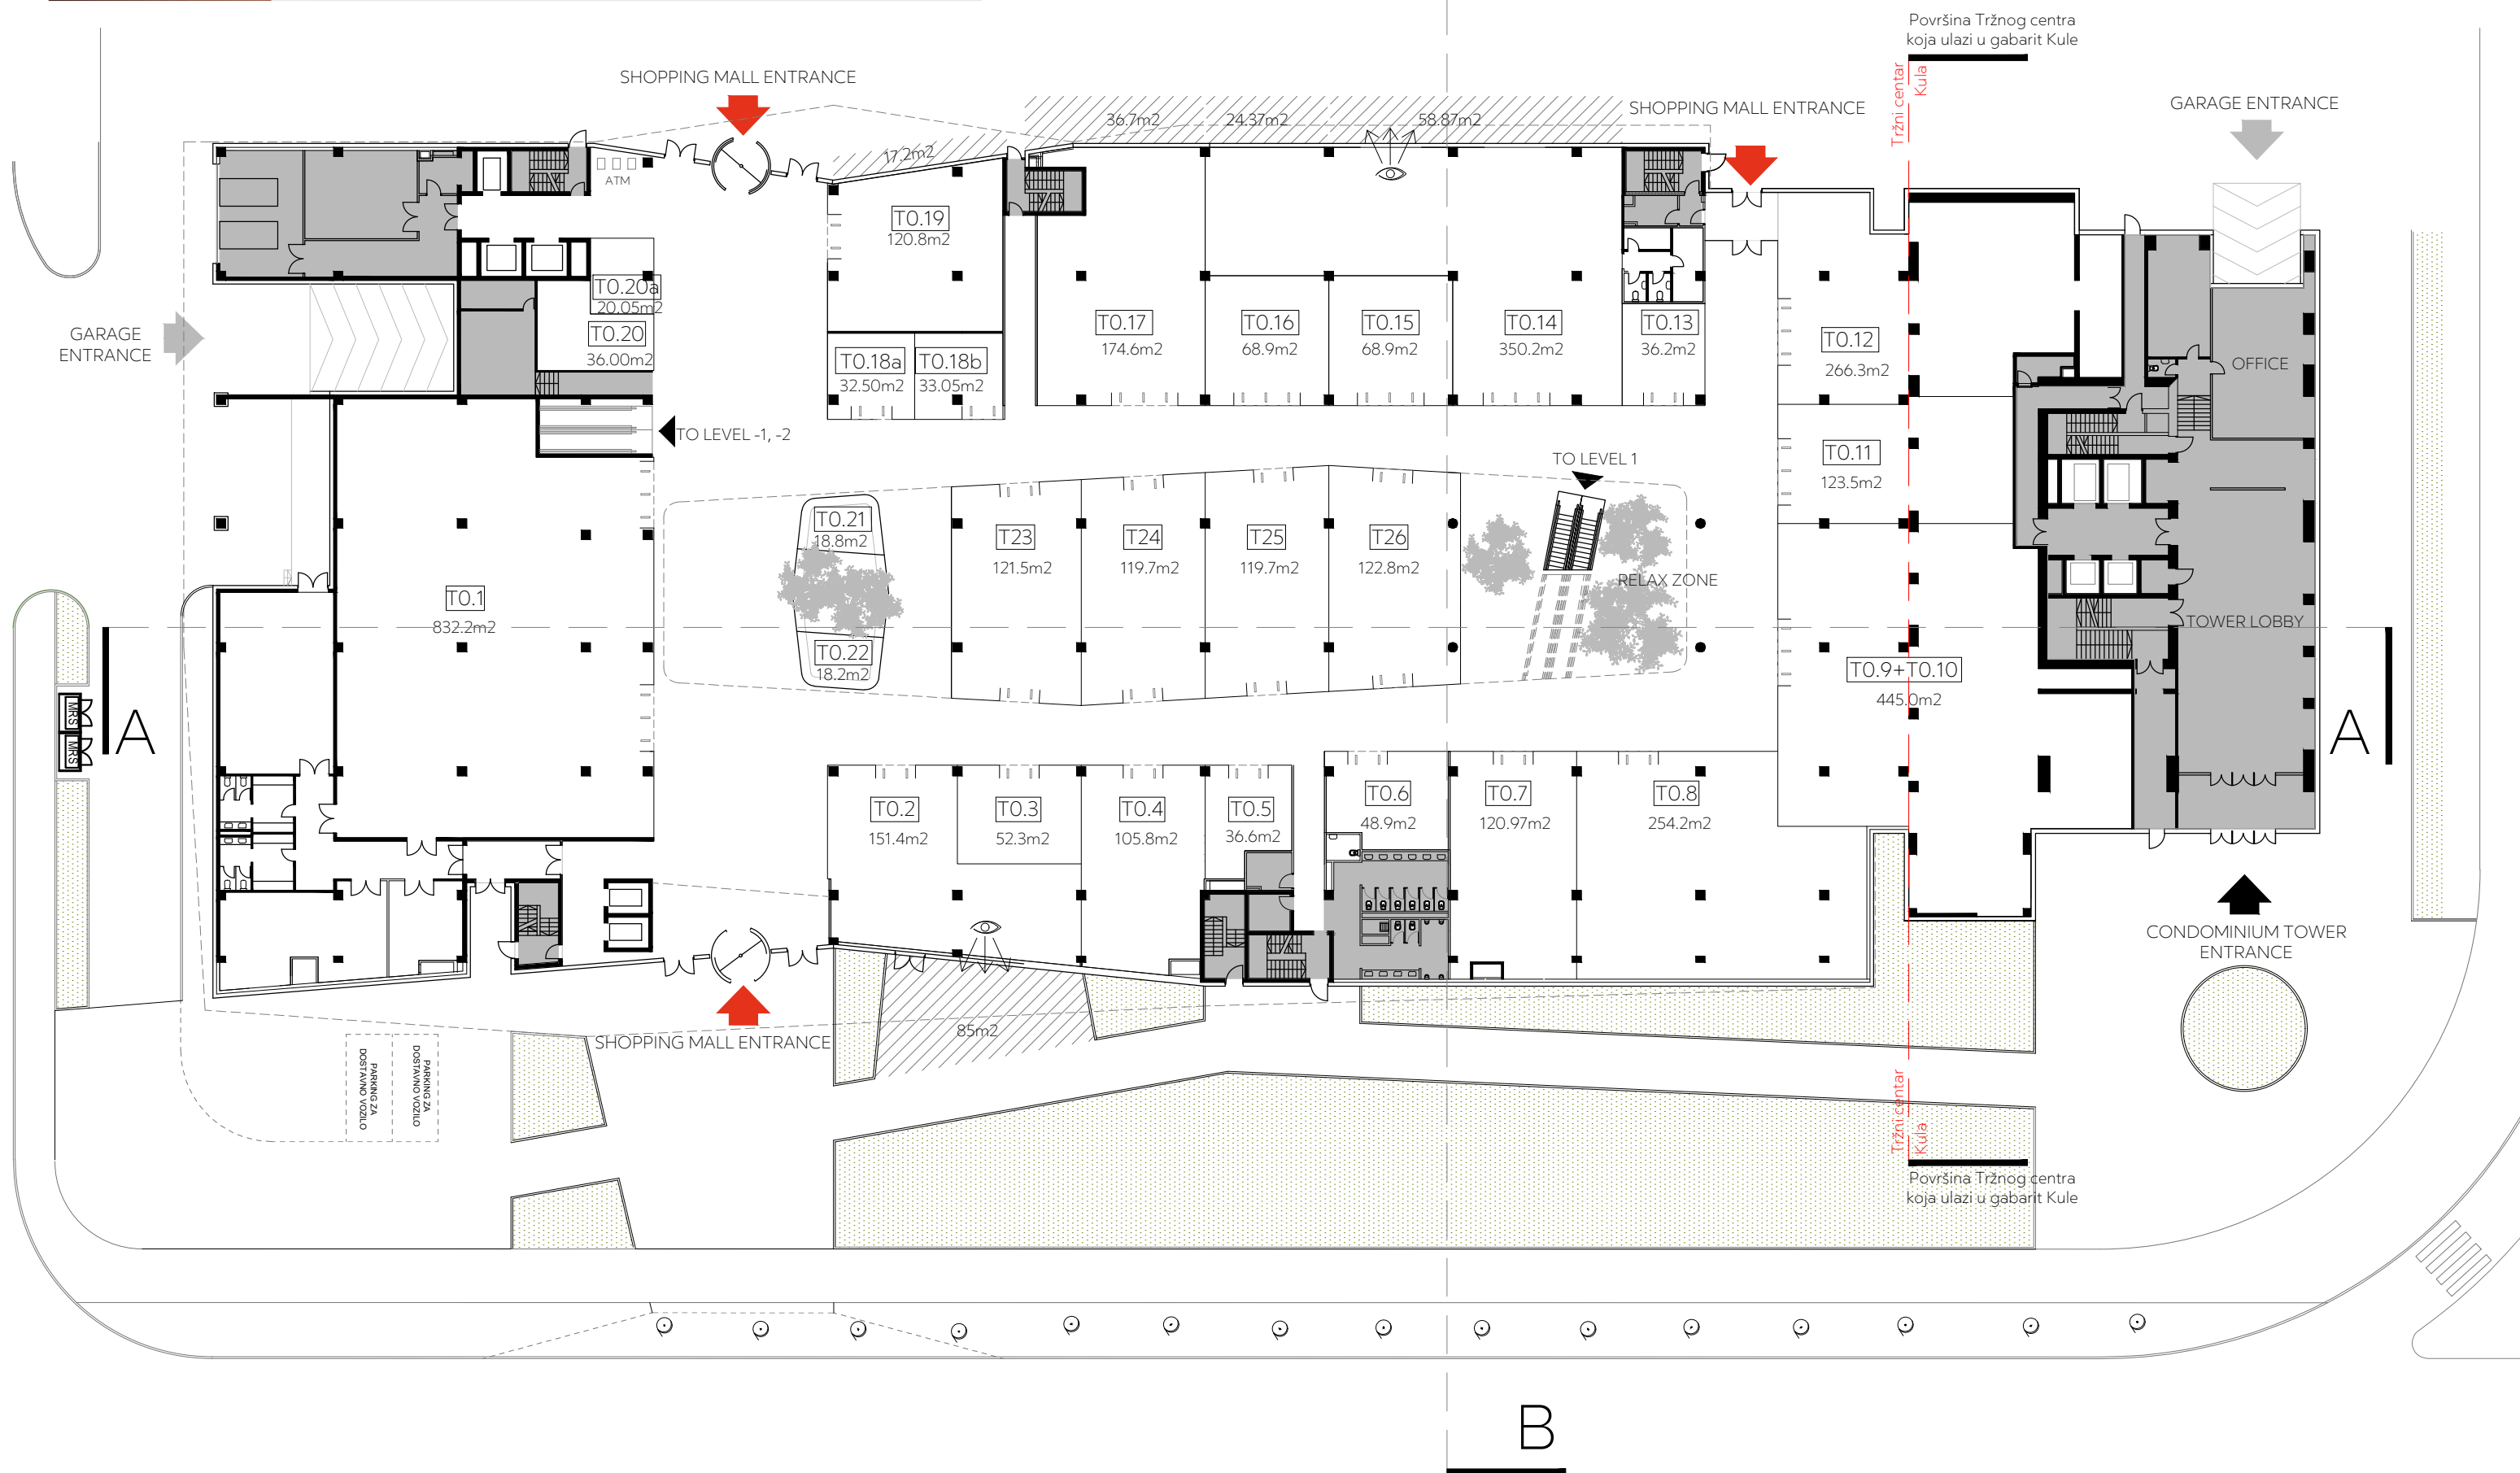 Površina Tržnog centra
koja ulazi u gabarit Kule
Tržni centar
Kula
SHOPPING MALL ENTRANCE
SHOPPING MALL ENTRANCE
GARAGE ENTRANCE
36.7m2
24.37m2
58.87m2
17.2m2
ATM
T0.19
120.8m2
T0.20a
20.05m2
T0.20
36.00m2
GARAGE
ENTRANCE
T0.18a
32.50m2
T0.18b
33.05m2
T0.17
174.6m2
T0.16
68.9m2
T0.15
68.9m2
T0.14
350.2m2
T0.13
36.2m2
T0.12
266.3m2
OFFICE
TO LEVEL -1, -2
TO LEVEL 1
T0.11
123.5m2
T0.21
18.8m2
T23
121.5m2
T24
119.7m2
T25
119.7m2
T26
122.8m2
RELAX ZONE
T0.1
832.2m2
TOWER LOBBY
T0.22
18.2m2
T0.9+T0.10
445.0m2
MRS
MRS
A
A
T0.2
151.4m2
T0.3
52.3m2
T0.4
105.8m2
T0.5
36.6m2
T0.6
48.9m2
T0.7
120.97m2
T0.8
254.2m2
CONDOMINIUM TOWER
ENTRANCE
85m2
SHOPPING MALL ENTRANCE
PARKING ZA
DOSTAVNO VOZILO
PARKING ZA
DOSTAVNO VOZILO
Tržni centar
Kula
Površina Tržnog centra
koja ulazi u gabarit Kule
B